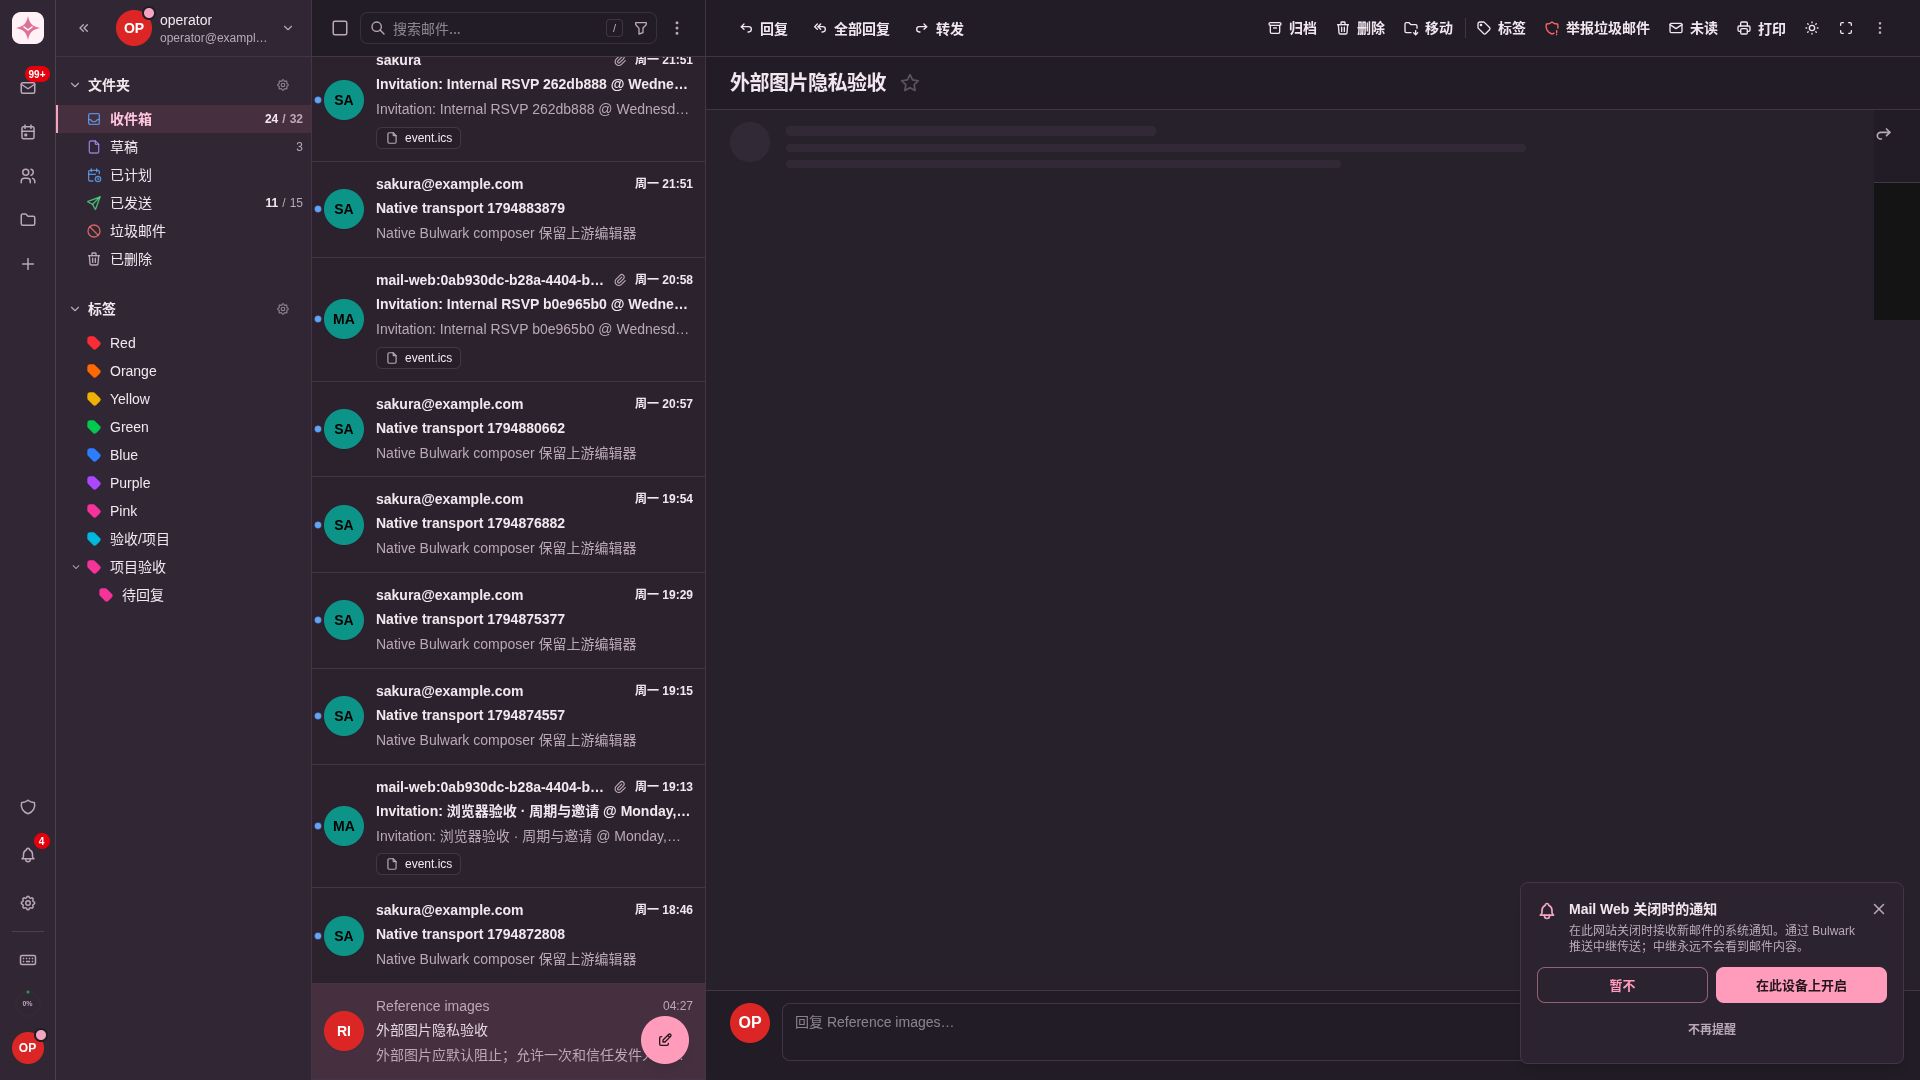 99+
4
0%
OP
OP
operator
operator@exampl…
文件夹
收件箱 24 / 32
草稿 3
已计划
已发送 11 / 15
垃圾邮件
已删除
标签
Red
Orange
Yellow
Green
Blue
Purple
Pink
验收/项目
项目验收
待回复
搜索邮件... /
sakura 周一 21:51
SA
Invitation: Internal RSVP 262db888 @ Wedne…
Invitation: Internal RSVP 262db888 @ Wednesd…
event.ics
sakura@example.com 周一 21:51
SA
Native transport 1794883879
Native Bulwark composer 保留上游编辑器
mail-web:0ab930dc-b28a-4404-b… 周一 20:58
MA
Invitation: Internal RSVP b0e965b0 @ Wedne…
Invitation: Internal RSVP b0e965b0 @ Wednesd…
event.ics
sakura@example.com 周一 20:57
SA
Native transport 1794880662
Native Bulwark composer 保留上游编辑器
sakura@example.com 周一 19:54
SA
Native transport 1794876882
Native Bulwark composer 保留上游编辑器
sakura@example.com 周一 19:29
SA
Native transport 1794875377
Native Bulwark composer 保留上游编辑器
sakura@example.com 周一 19:15
SA
Native transport 1794874557
Native Bulwark composer 保留上游编辑器
mail-web:0ab930dc-b28a-4404-b… 周一 19:13
MA
Invitation: 浏览器验收 · 周期与邀请 @ Monday,…
Invitation: 浏览器验收 · 周期与邀请 @ Monday,…
event.ics
sakura@example.com 周一 18:46
SA
Native transport 1794872808
Native Bulwark composer 保留上游编辑器
Reference images 04:27
RI
外部图片隐私验收
外部图片应默认阻止；允许一次和信任发件
回复 全部回复 转发 归档 删除 移动 标签 举报垃圾邮件 未读 打印
外部图片隐私验收
OP
回复 Reference images…
Mail Web 关闭时的通知
在此网站关闭时接收新邮件的系统通知。通过 Bulwark
推送中继传送；中继永远不会看到邮件内容。
暂不 在此设备上开启
不再提醒